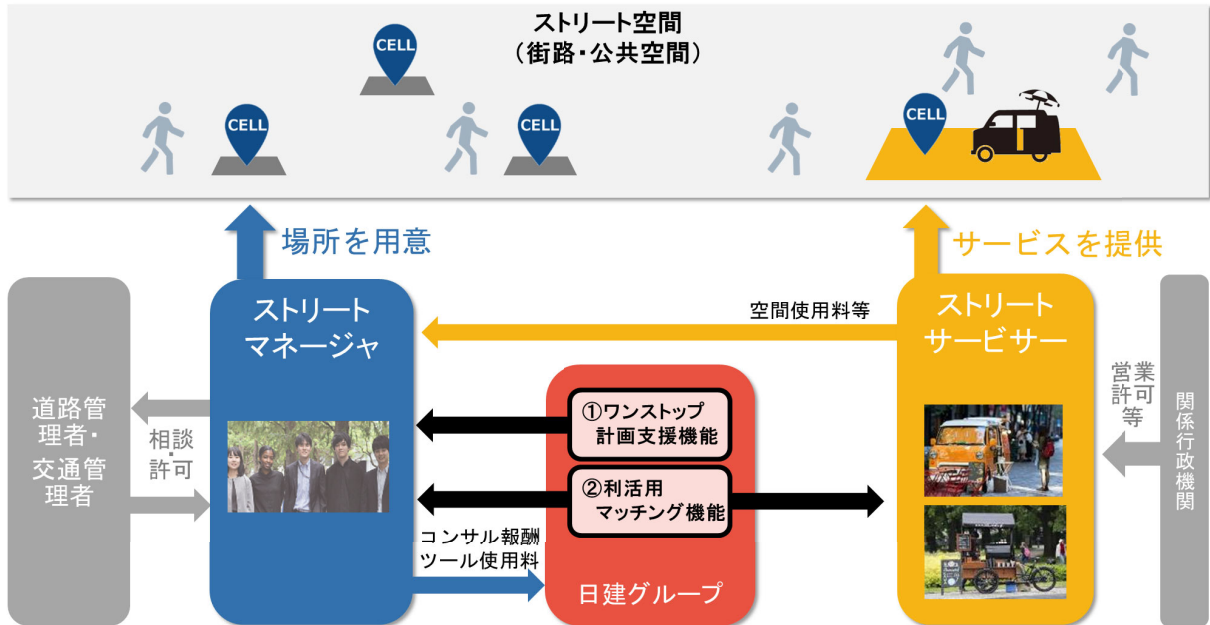 ストリート空間
（街路・公共空間）
CELL
CELL
CELL
CELL
場所を用意
サービスを提供
ストリート
マネージャ
空間使用料等
ストリート
サービサー
道路管
理者・
交通管
理者
相談・
許可
①ワンストップ
計画支援機能
②利活用
マッチング機能
コンサル報酬
ツール使用料
日建グループ
営業
許可
等
関係行政機関